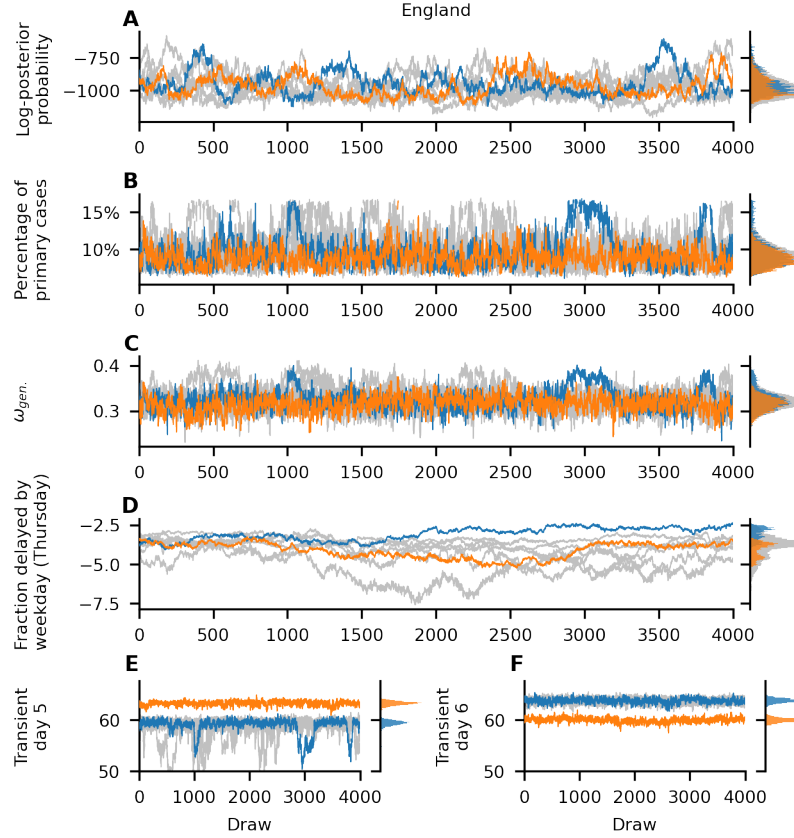 England
A
Log-posterior
probability
−750
−1000
0 500 1000 1500 2000 2500 3000 3500 4000
B
Percentage of
primary cases
15%
10%
0 500 1000 1500 2000 2500 3000 3500 4000
C
ω_gen.
0.4
0.3
0 500 1000 1500 2000 2500 3000 3500 4000
D
Fraction delayed by
weekday (Thursday)
−2.5
−5.0
−7.5
0 500 1000 1500 2000 2500 3000 3500 4000
E
Transient
day 5
60
50
0 1000 2000 3000 4000
Draw
F
Transient
day 6
60
50
0 1000 2000 3000 4000
Draw